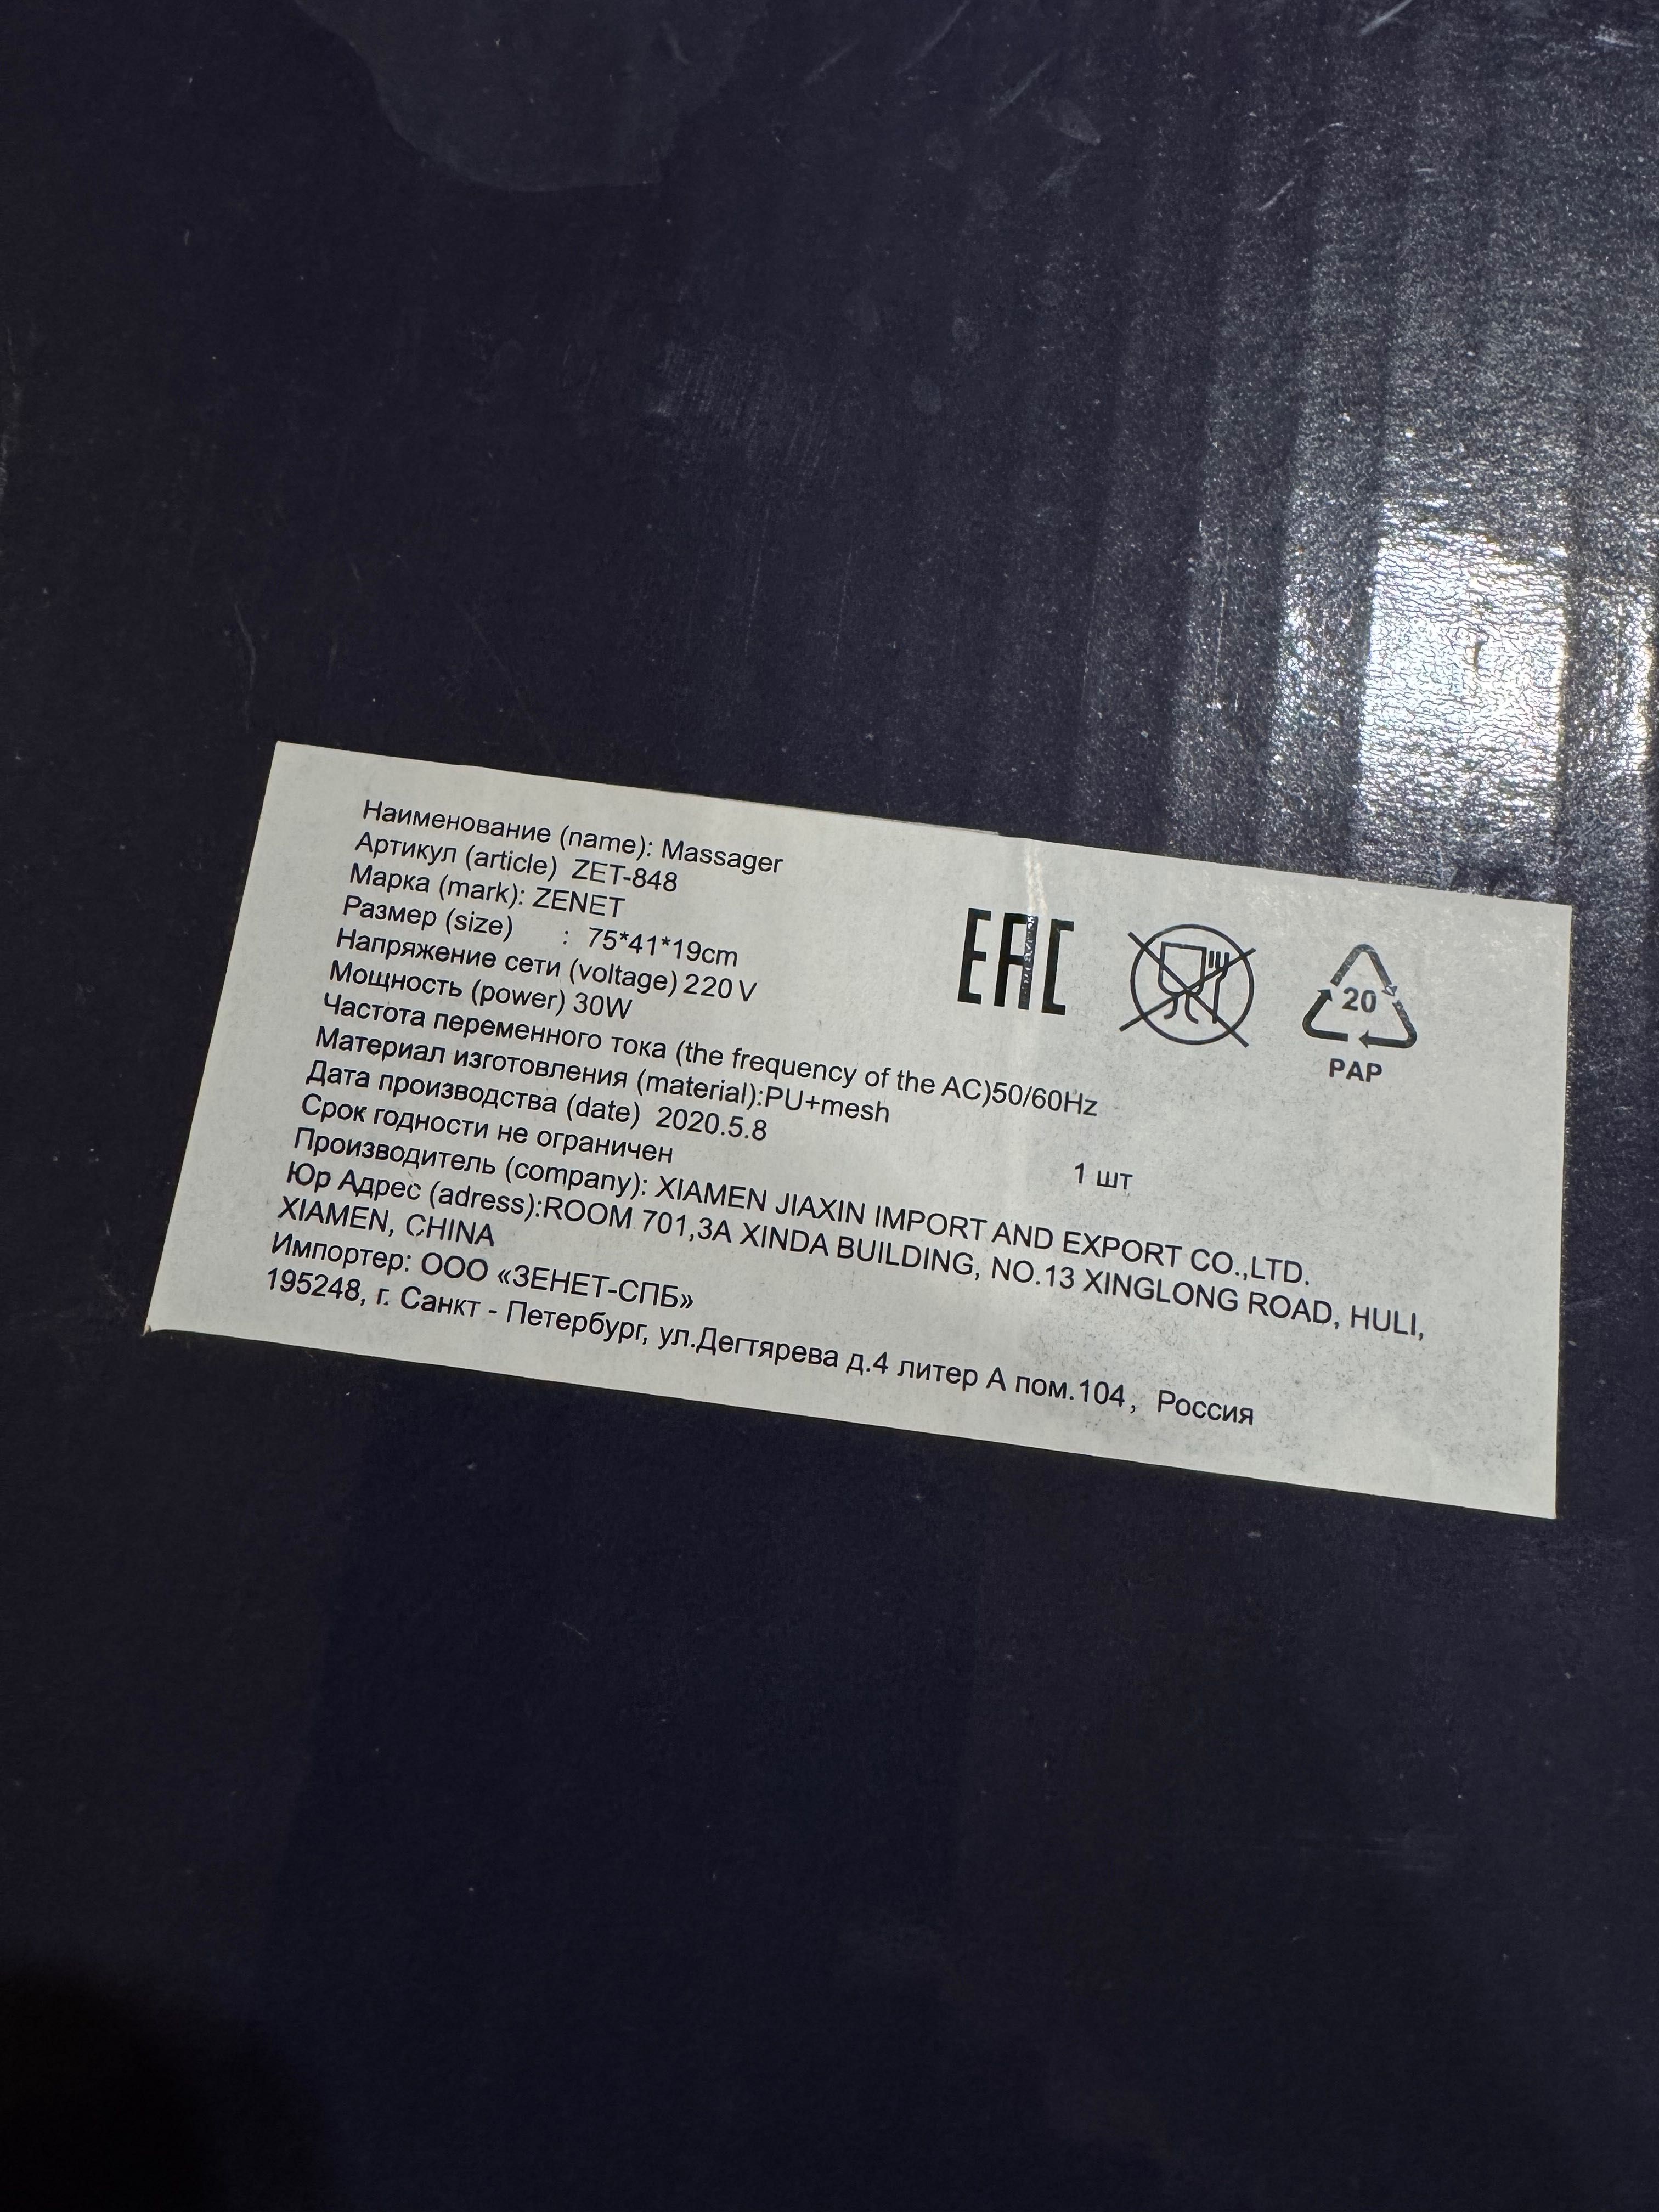 Наименование (name): Massager
Артикул (article) ZET-848
Марка (mark): ZENET
Размер (size) : 75*41*19cm
Напряжение сети (voltage) 220 V
Мощность (power) 30W
Частота переменного тока (the frequency of the AC)50/60Hz
Материал изготовления (material):PU+mesh
Дата производства (date) 2020.5.8
Срок годности не ограничен
1 шт
Производитель (company): XIAMEN JIAXIN IMPORT AND EXPORT CO.,LTD.
Юр Адрес (adress):ROOM 701,3A XINDA BUILDING, NO.13 XINGLONG ROAD, HULI,
XIAMEN, CHINA
Импортер: ООО «ЗЕНЕТ-СПБ»
195248, г. Санкт - Петербург, ул.Дегтярева д.4 литер А пом.104, Россия
EAC
20
PAP